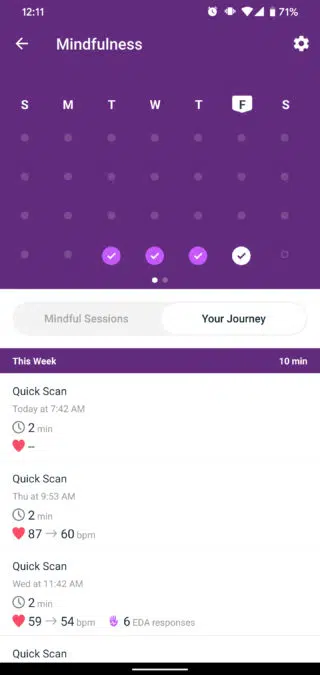 12:11 71%
Mindfulness
S M T W T F S
Mindful Sessions Your Journey
This Week 10 min
Quick Scan
Today at 7:42 AM
2 min
--
Quick Scan
Thu at 9:53 AM
2 min
87 → 60 bpm
Quick Scan
Wed at 11:42 AM
2 min
59 → 54 bpm 6 EDA responses
Quick Scan